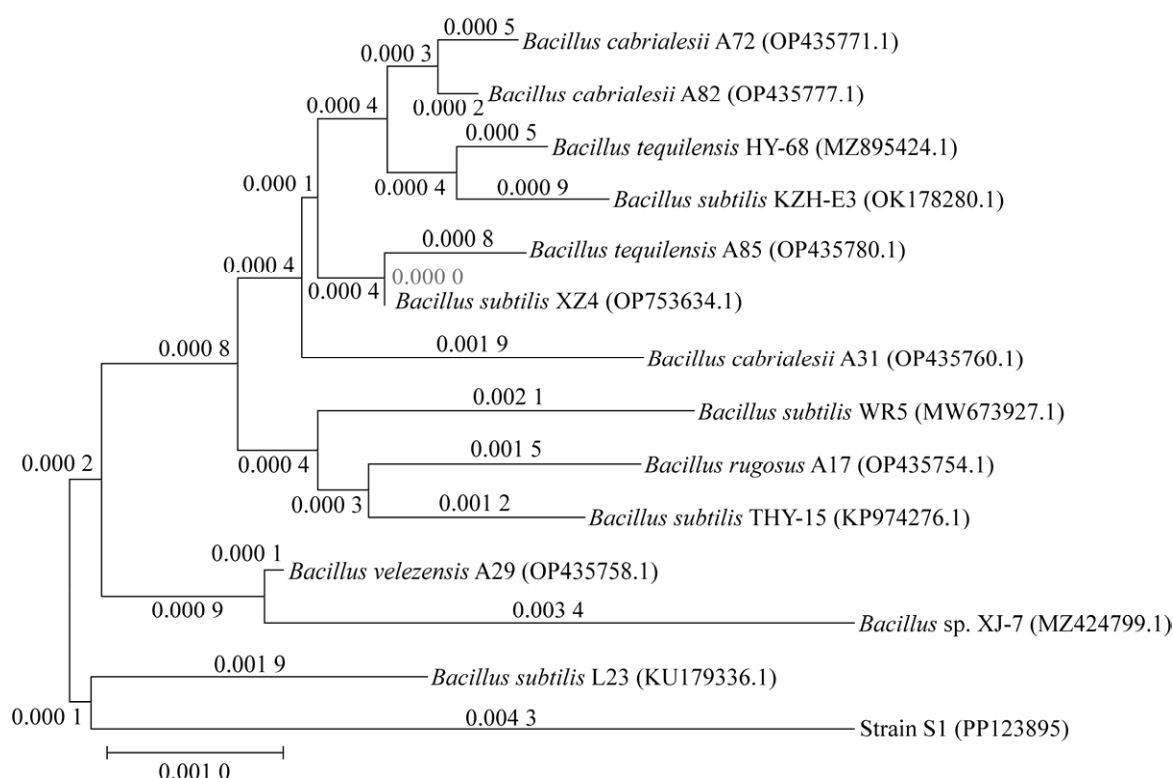 0.000 5
Bacillus cabrialesii A72 (OP435771.1)
0.000 3
Bacillus cabrialesii A82 (OP435777.1)
0.000 2
0.000 4
0.000 5
Bacillus tequilensis HY-68 (MZ895424.1)
0.000 4
0.000 9
Bacillus subtilis KZH-E3 (OK178280.1)
0.000 1
0.000 8
Bacillus tequilensis A85 (OP435780.1)
0.000 4
0.000 0
0.000 4
Bacillus subtilis XZ4 (OP753634.1)
0.000 8
0.001 9
Bacillus cabrialesii A31 (OP435760.1)
0.002 1
Bacillus subtilis WR5 (MW673927.1)
0.000 4
0.001 5
Bacillus rugosus A17 (OP435754.1)
0.000 2
0.000 3
0.001 2
Bacillus subtilis THY-15 (KP974276.1)
0.000 1
Bacillus velezensis A29 (OP435758.1)
0.000 9
0.003 4
Bacillus sp. XJ-7 (MZ424799.1)
0.001 9
Bacillus subtilis L23 (KU179336.1)
0.000 1
0.004 3
Strain S1 (PP123895)
0.001 0